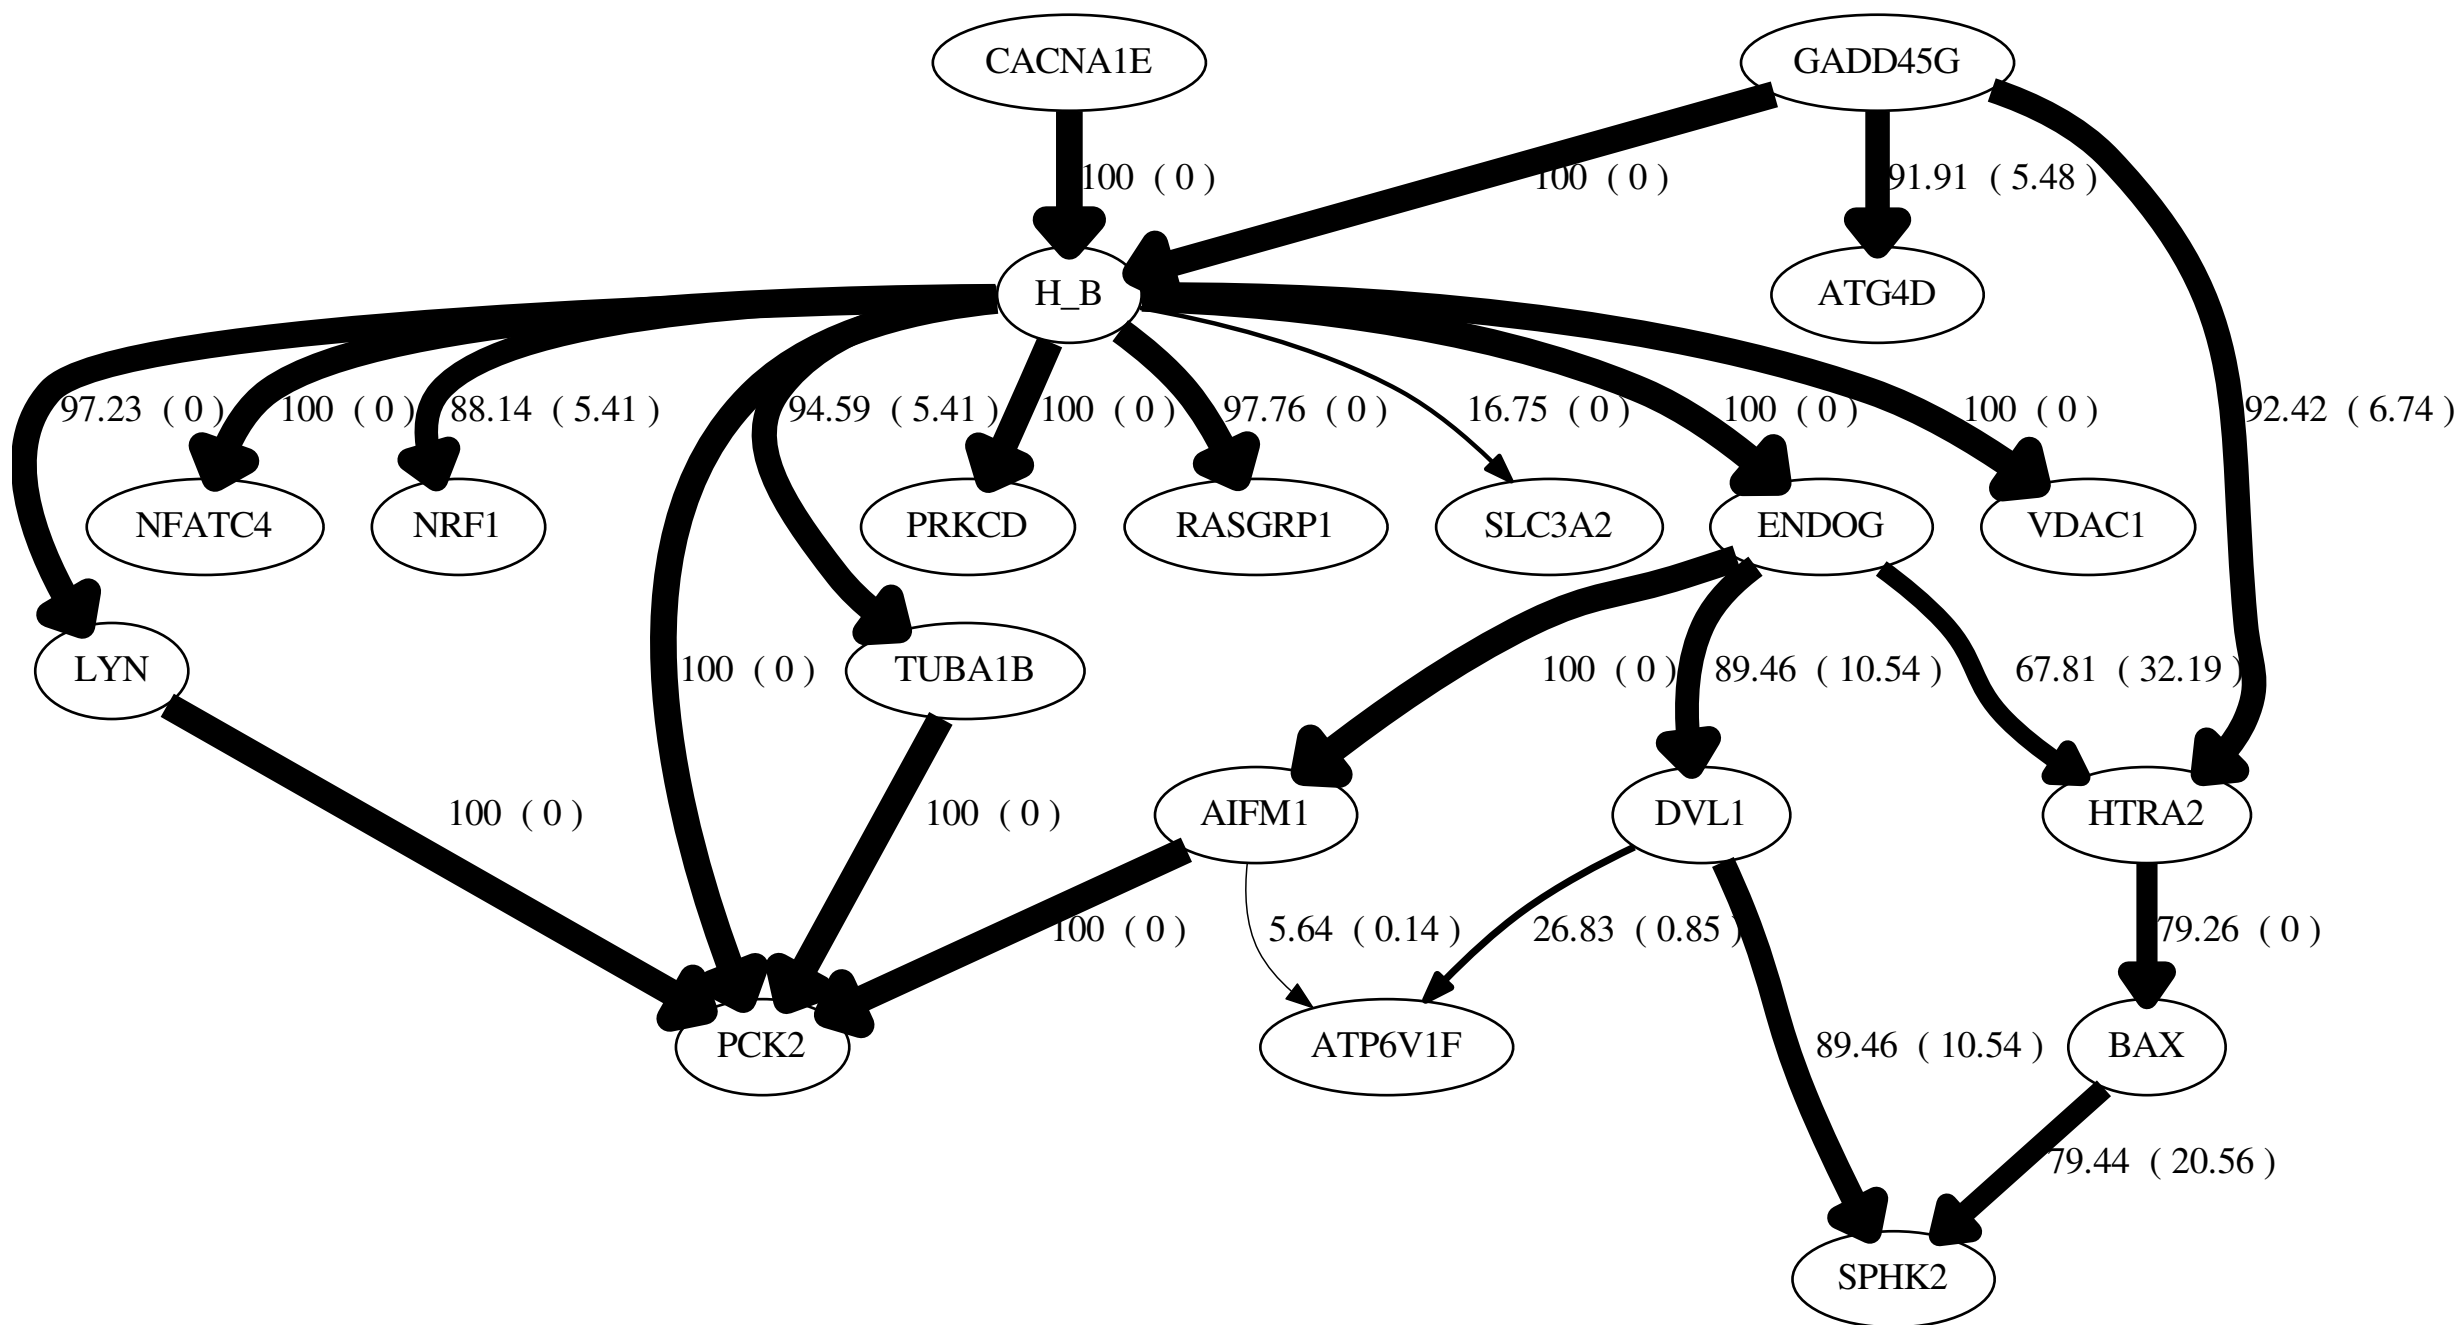 CACNA1E
GADD45G
100 ( 0 )
100 ( 0 )
91.91 ( 5.48 )
H_B
ATG4D
97.23 ( 0 )
100 ( 0 )
88.14 ( 5.41 )
94.59 ( 5.41 )
100 ( 0 )
97.76 ( 0 )
16.75 ( 0 )
100 ( 0 )
100 ( 0 )
92.42 ( 6.74 )
NFATC4
NRF1
PRKCD
RASGRP1
SLC3A2
ENDOG
VDAC1
LYN
100 ( 0 )
TUBA1B
100 ( 0 )
89.46 ( 10.54 )
67.81 ( 32.19 )
100 ( 0 )
100 ( 0 )
AIFM1
DVL1
HTRA2
100 ( 0 )
5.64 ( 0.14 )
26.83 ( 0.85 )
79.26 ( 0 )
PCK2
ATP6V1F
89.46 ( 10.54 )
BAX
79.44 ( 20.56 )
SPHK2